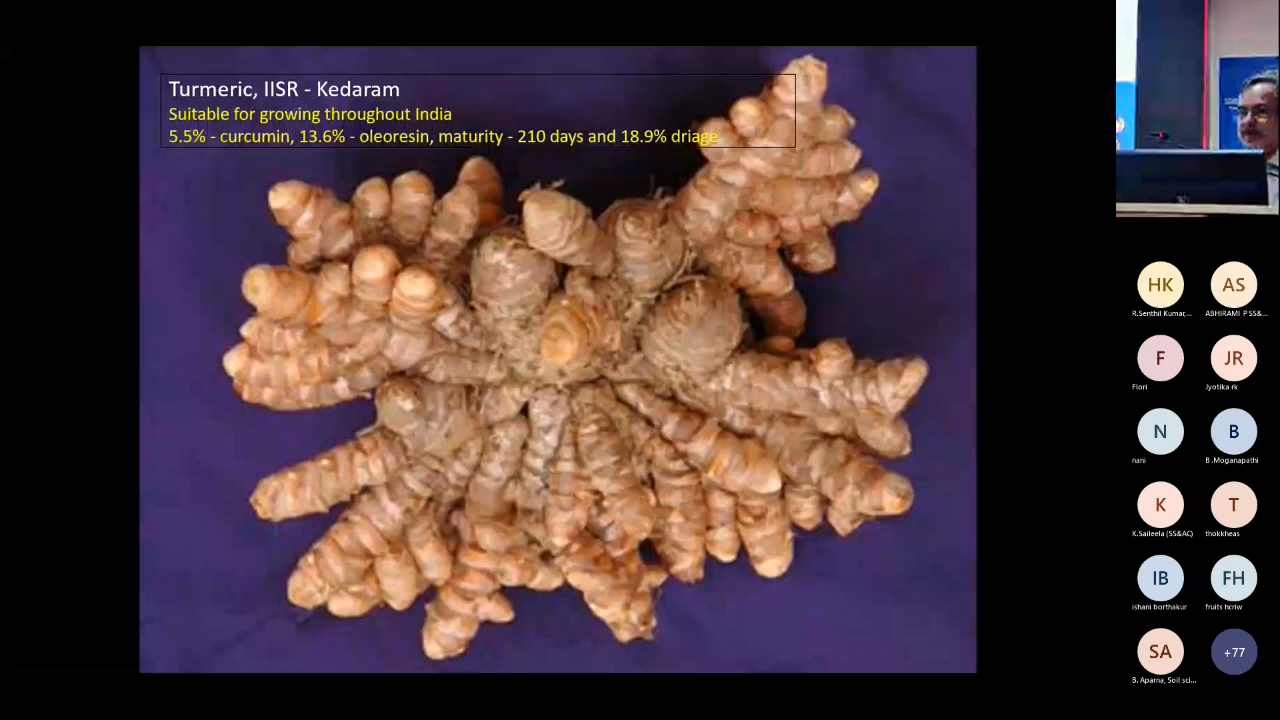 Turmeric, IISR - Kedaram
Suitable for growing throughout India
5.5% - curcumin, 13.6% - oleoresin, maturity - 210 days and 18.9% driage
HK
AS
R.Senthil Kumar,...
ABHIRAMI P SS&...
F
JR
Flori
Jyotika rk
N
B
nani
B .Moganapathi
K
T
K.Saileela (SS&AC)
thokkheas
IB
FH
ishani borthakur
fruits hcriw
SA
+77
B. Aparna, Soil sci...